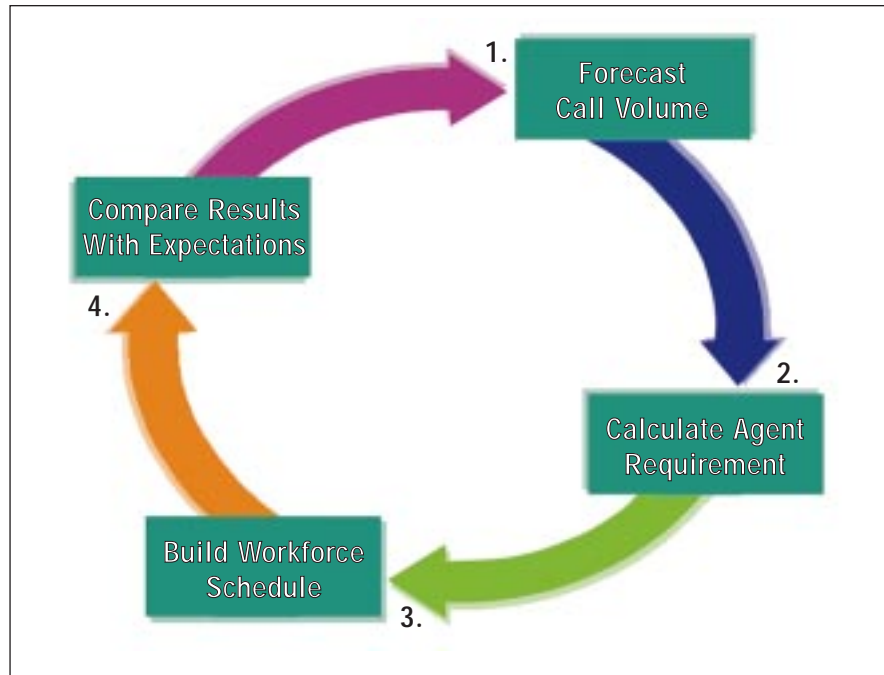 1.
Forecast
Call Volume
2.
Calculate Agent
Requirement
3.
Build Workforce
Schedule
4.
Compare Results
With Expectations